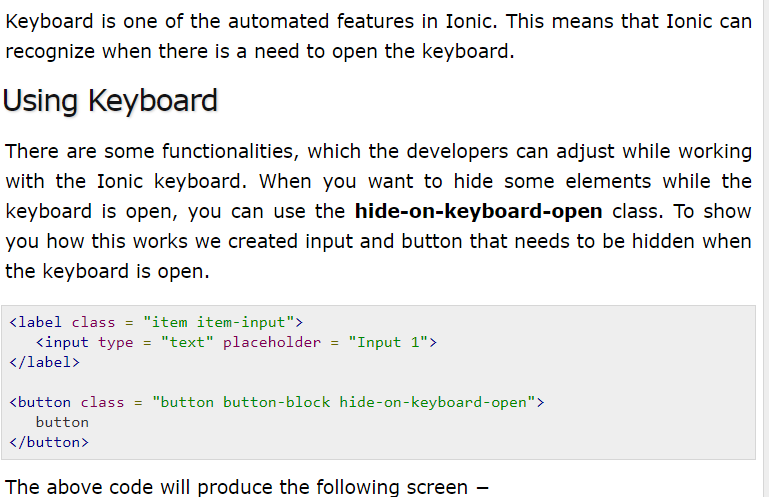 Keyboard is one of the automated features in Ionic. This means that Ionic can
recognize when there is a need to open the keyboard.
Using Keyboard
There are some functionalities, which the developers can adjust while working
with the Ionic keyboard. When you want to hide some elements while the
keyboard is open, you can use the hide-on-keyboard-open class. To show
you how this works we created input and button that needs to be hidden when
the keyboard is open.
<label class = "item item-input">
   <input type = "text" placeholder = "Input 1">
</label>
<button class = "button button-block hide-on-keyboard-open">
   button
</button>
The above code will produce the following screen −